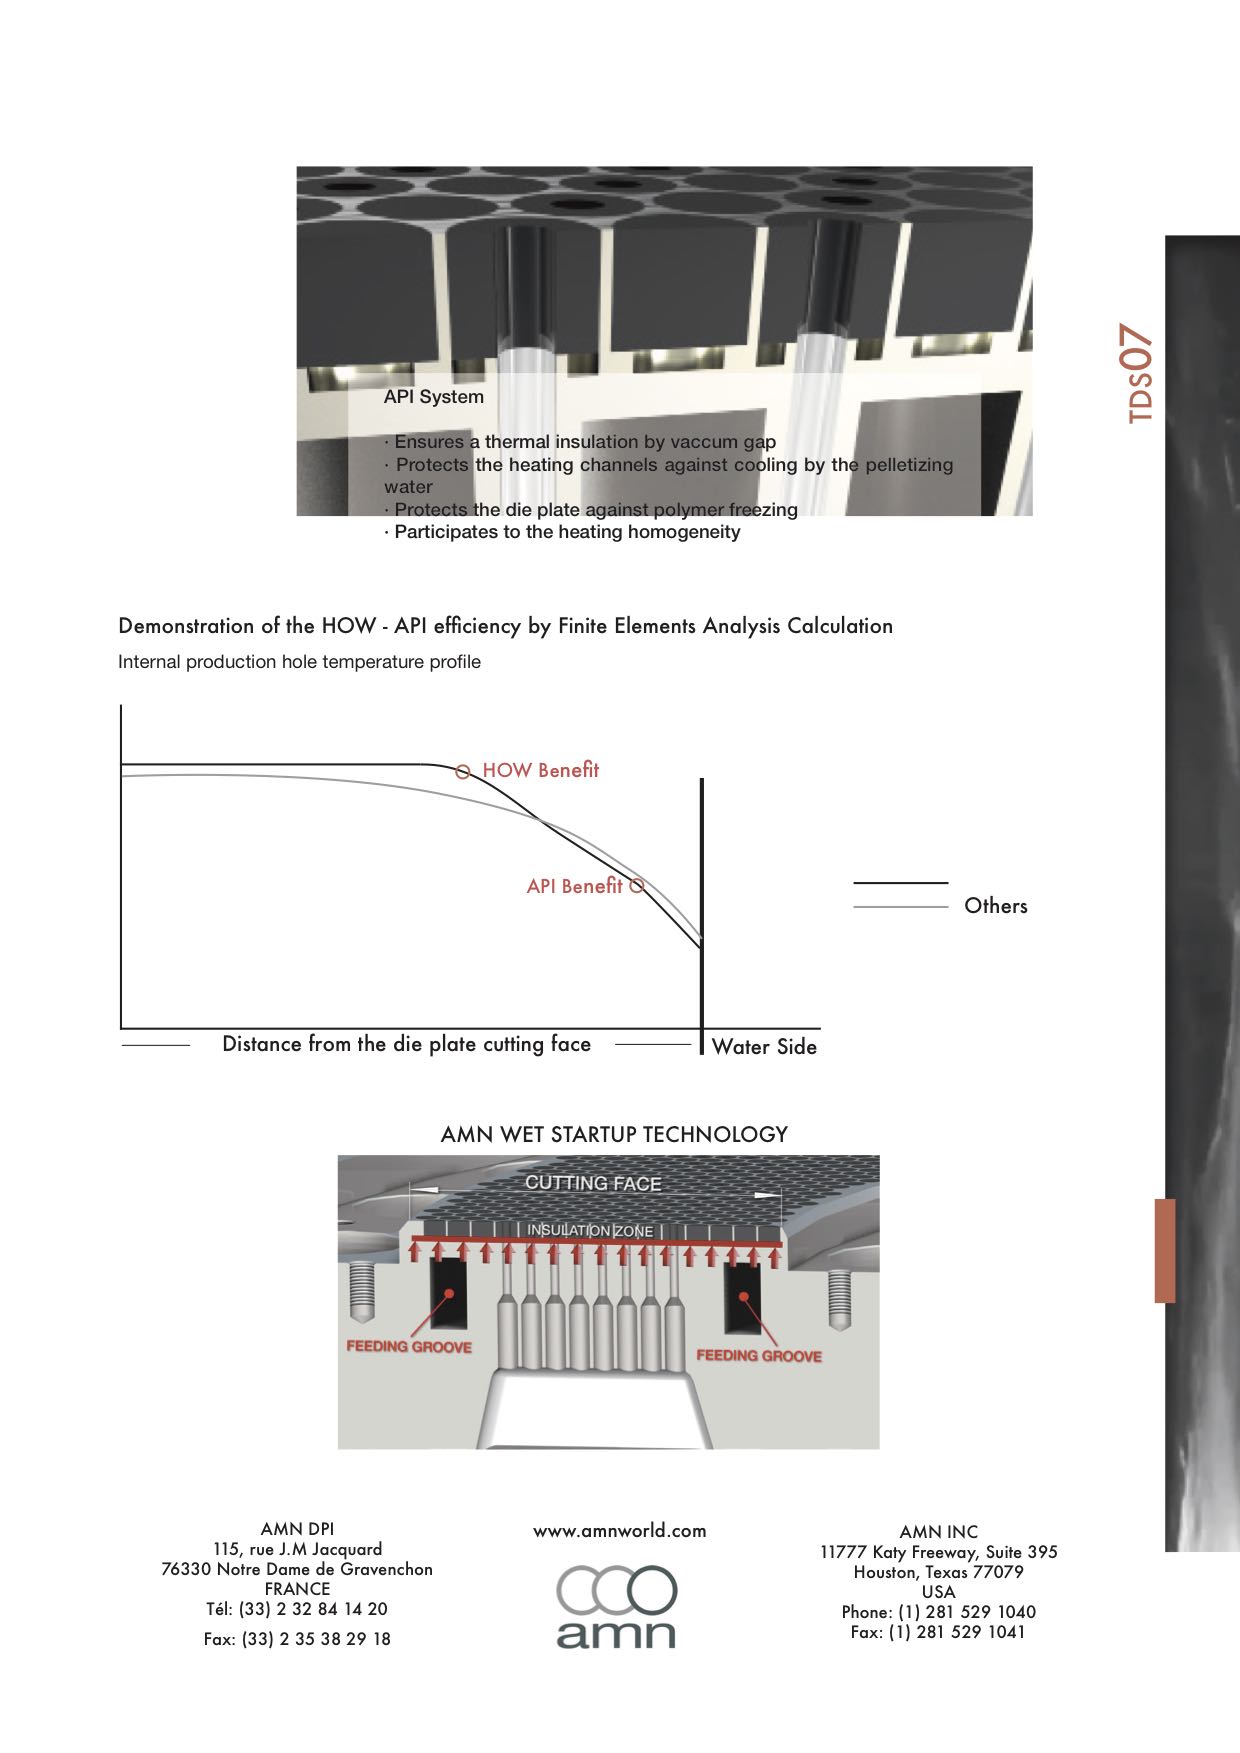 API System
· Ensures a thermal insulation by vaccum gap
· Protects the heating channels against cooling by the pelletizing
water
· Protects the die plate against polymer freezing
· Participates to the heating homogeneity
TDS07
Demonstration of the HOW - API efficiency by Finite Elements Analysis Calculation
Internal production hole temperature profile
HOW Benefit
API Benefit
Others
Distance from the die plate cutting face
Water Side
AMN WET STARTUP TECHNOLOGY
CUTTING FACE
INSULATION ZONE
FEEDING GROOVE
FEEDING GROOVE
AMN DPI
115, rue J.M Jacquard
76330 Notre Dame de Gravenchon
FRANCE
Tél: (33) 2 32 84 14 20
Fax: (33) 2 35 38 29 18
www.amnworld.com
amn
AMN INC
11777 Katy Freeway, Suite 395
Houston, Texas 77079
USA
Phone: (1) 281 529 1040
Fax: (1) 281 529 1041